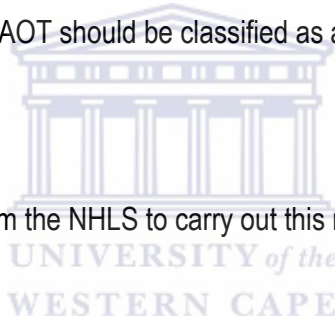 AOT should be classified as a
m the NHLS to carry out this r
UNIVERSITY of the
WESTERN CAPE